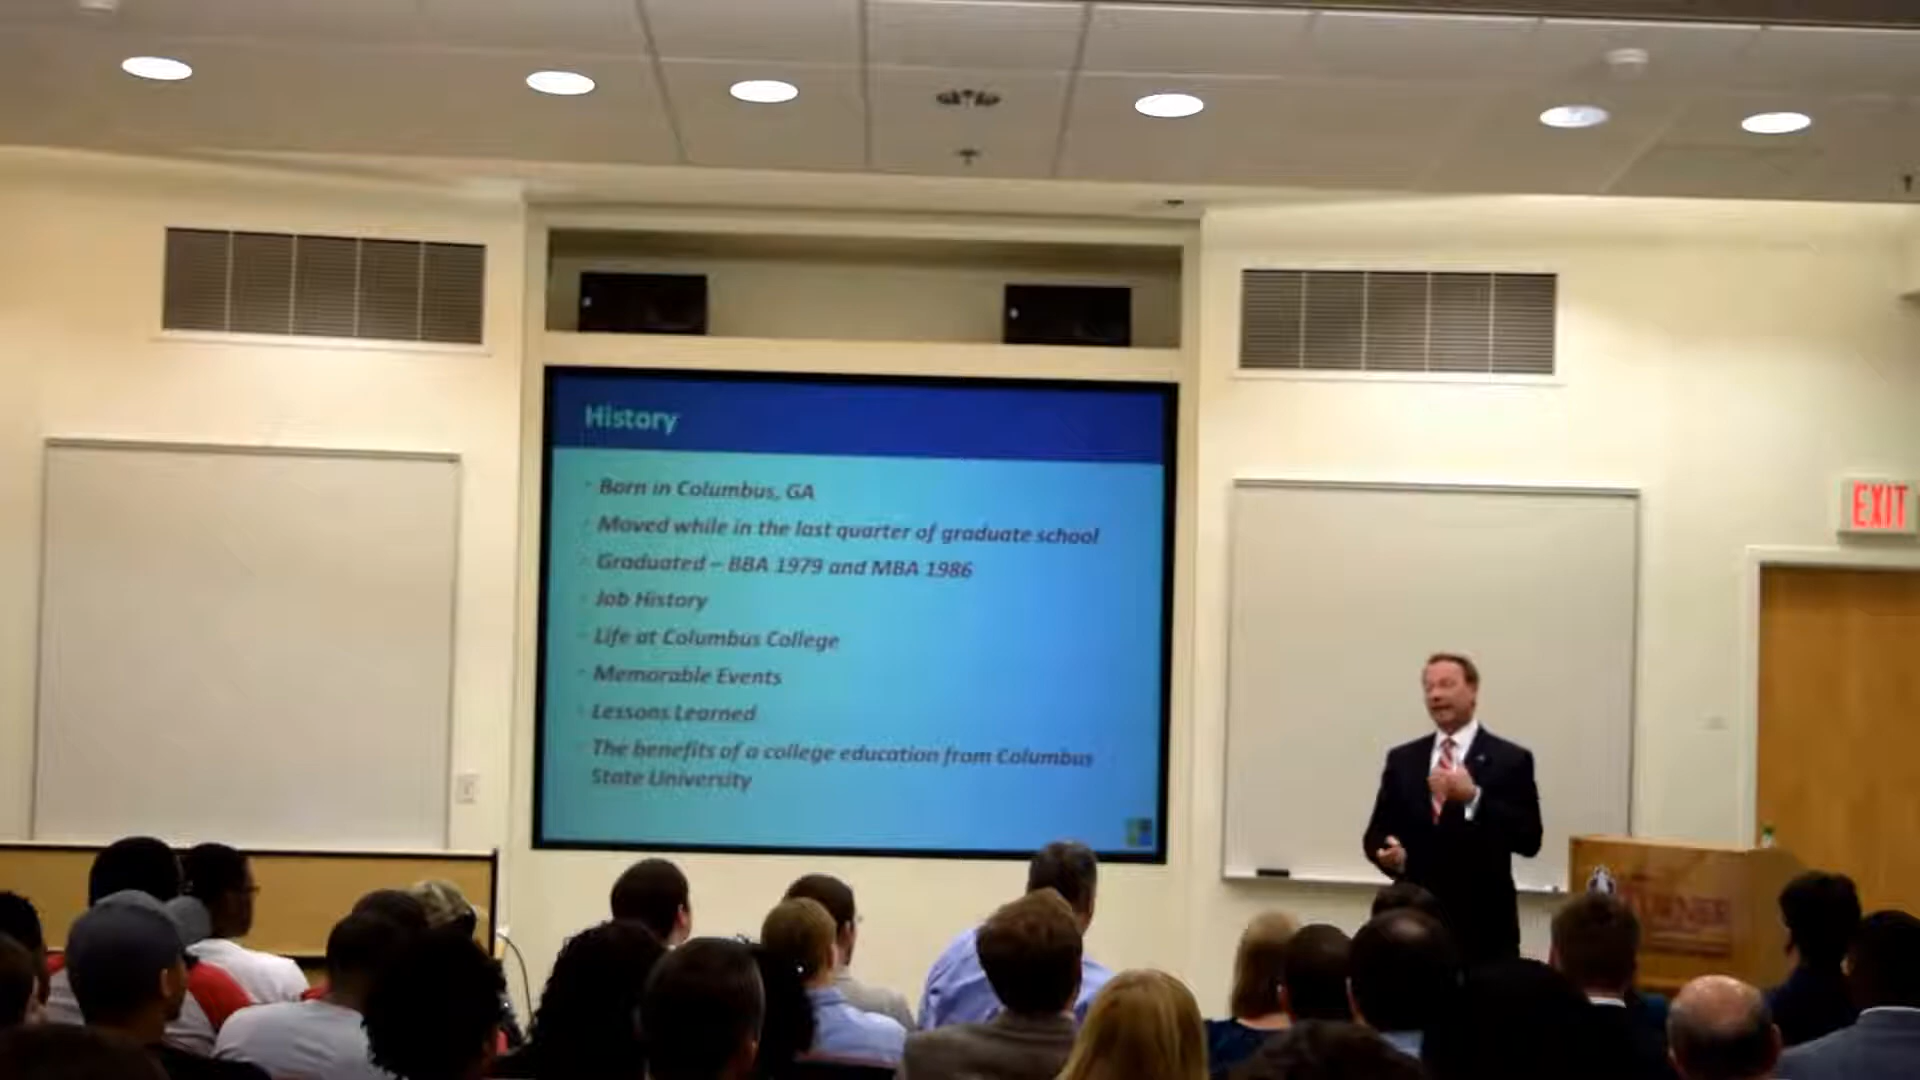 History
Born in Columbus, GA
Moved while in the last quarter of graduate school
Graduated – BBA 1979 and MBA 1986
Job History
Life at Columbus College
Memorable Events
Lessons Learned
The benefits of a college education from Columbus
State University
EXIT
TURNER